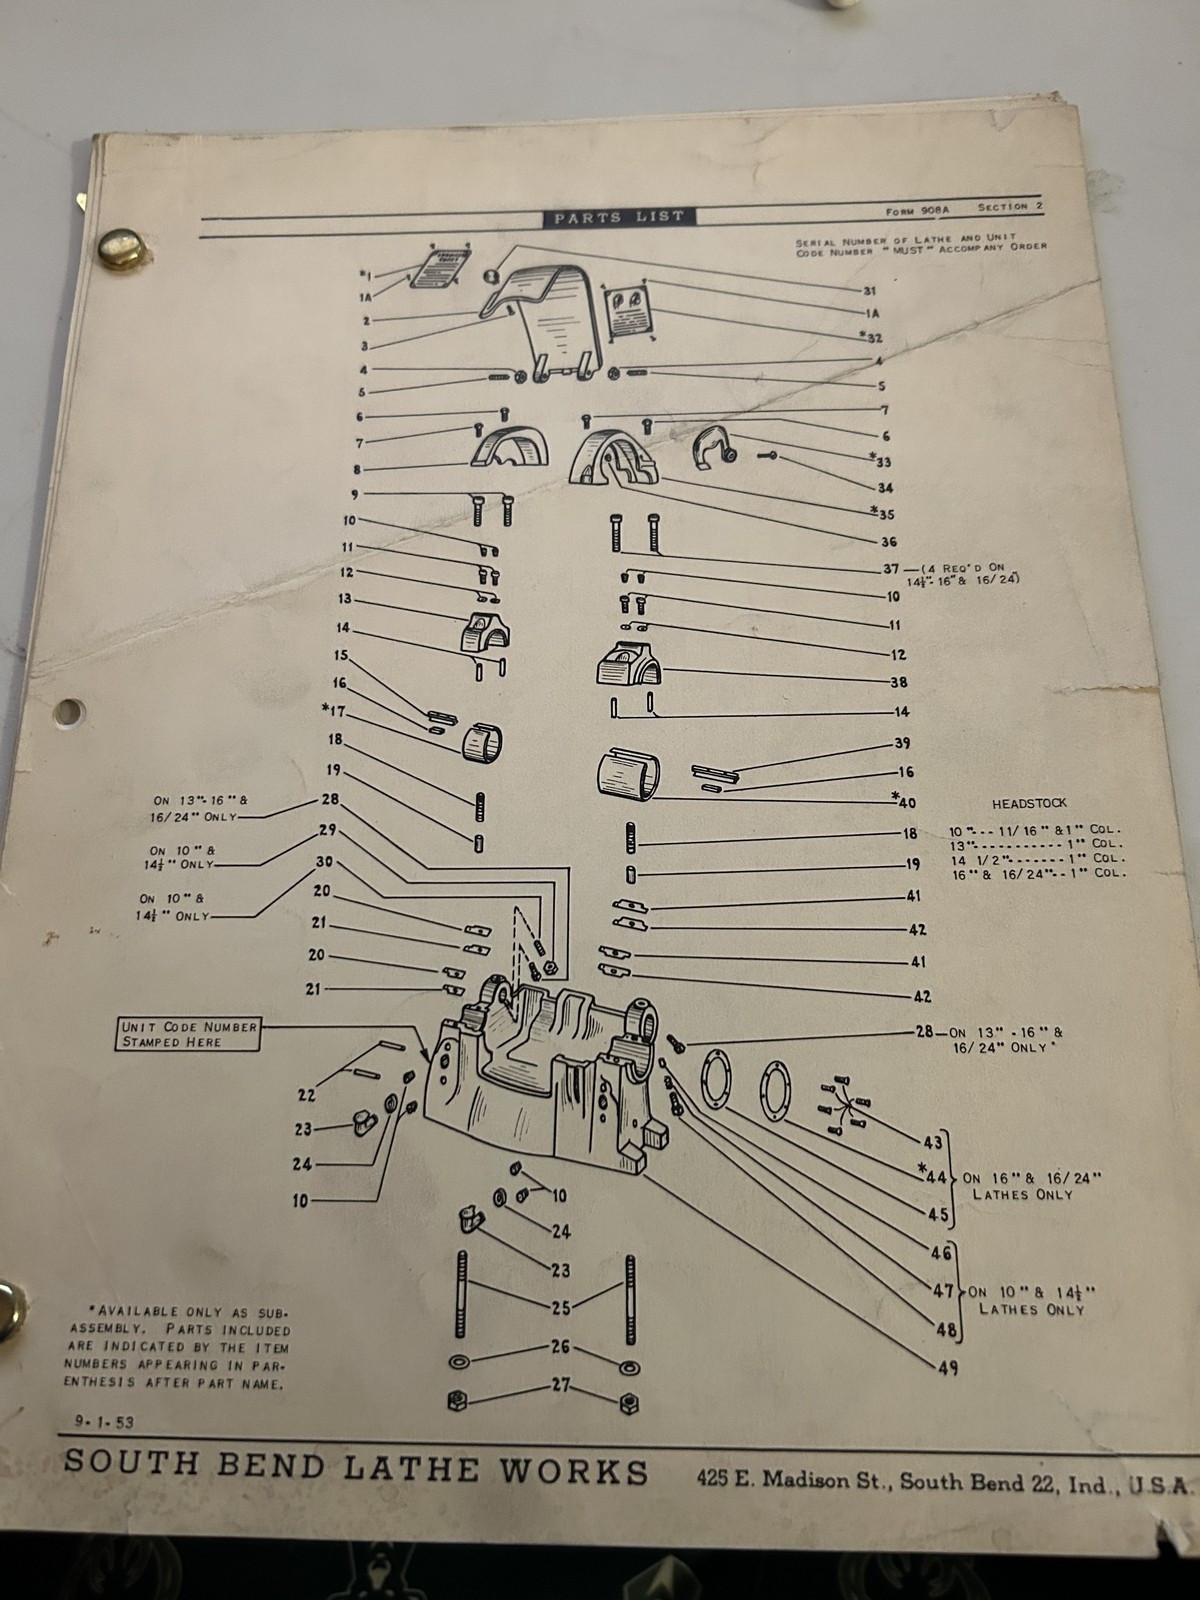 PARTS LIST
FORM 908A SECTION 2
SERIAL NUMBER OF LATHE AND UNIT
CODE NUMBER "MUST" ACCOMPANY ORDER
*1
1A
2
3
4
5
6
7
8
9
10
11
12
13
14
15
16
*17
18
19
28
29
30
20
21
20
21
ON 13"-16" &
16/24" ONLY
ON 10" &
14½" ONLY
ON 10" &
14½" ONLY
UNIT CODE NUMBER
STAMPED HERE
22
23
24
10
31
1A
*32
4
5
7
6
*33
34
*35
36
37—(4 REQ'D ON
14½"-16" & 16/24)
10
11
12
38
14
39
16
*40
18
19
41
42
41
42
HEADSTOCK
10"--- 11/16" & 1" COL.
13"----------- 1" COL.
14 1/2"------- 1" COL.
16" & 16/24"-- 1" COL.
28—ON 13"-16" &
16/24" ONLY
43
*44
45
ON 16" & 16/24"
LATHES ONLY
46
47
48
ON 10" & 14½"
LATHES ONLY
49
10
24
23
25
26
27
*AVAILABLE ONLY AS SUB-
ASSEMBLY. PARTS INCLUDED
ARE INDICATED BY THE ITEM
NUMBERS APPEARING IN PAR-
ENTHESIS AFTER PART NAME.
9-1-53
SOUTH BEND LATHE WORKS
425 E. Madison St., South Bend 22, Ind., U.S.A.